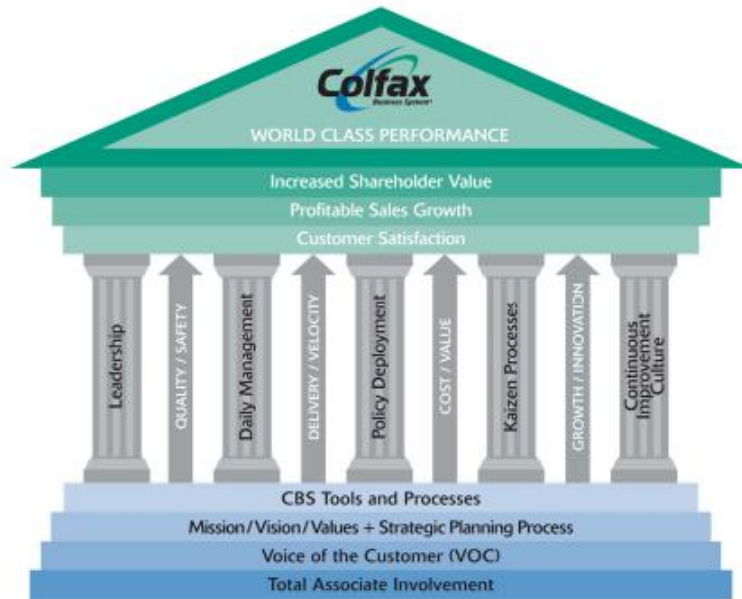 Colfax
Business System
WORLD CLASS PERFORMANCE
Increased Shareholder Value
Profitable Sales Growth
Customer Satisfaction
Leadership
QUALITY / SAFETY
Daily Management
DELIVERY / VELOCITY
Policy Deployment
COST / VALUE
Kaizen Processes
GROWTH / INNOVATION
Continuous
Improvement
Culture
CBS Tools and Processes
Mission/Vision/Values + Strategic Planning Process
Voice of the Customer (VOC)
Total Associate Involvement